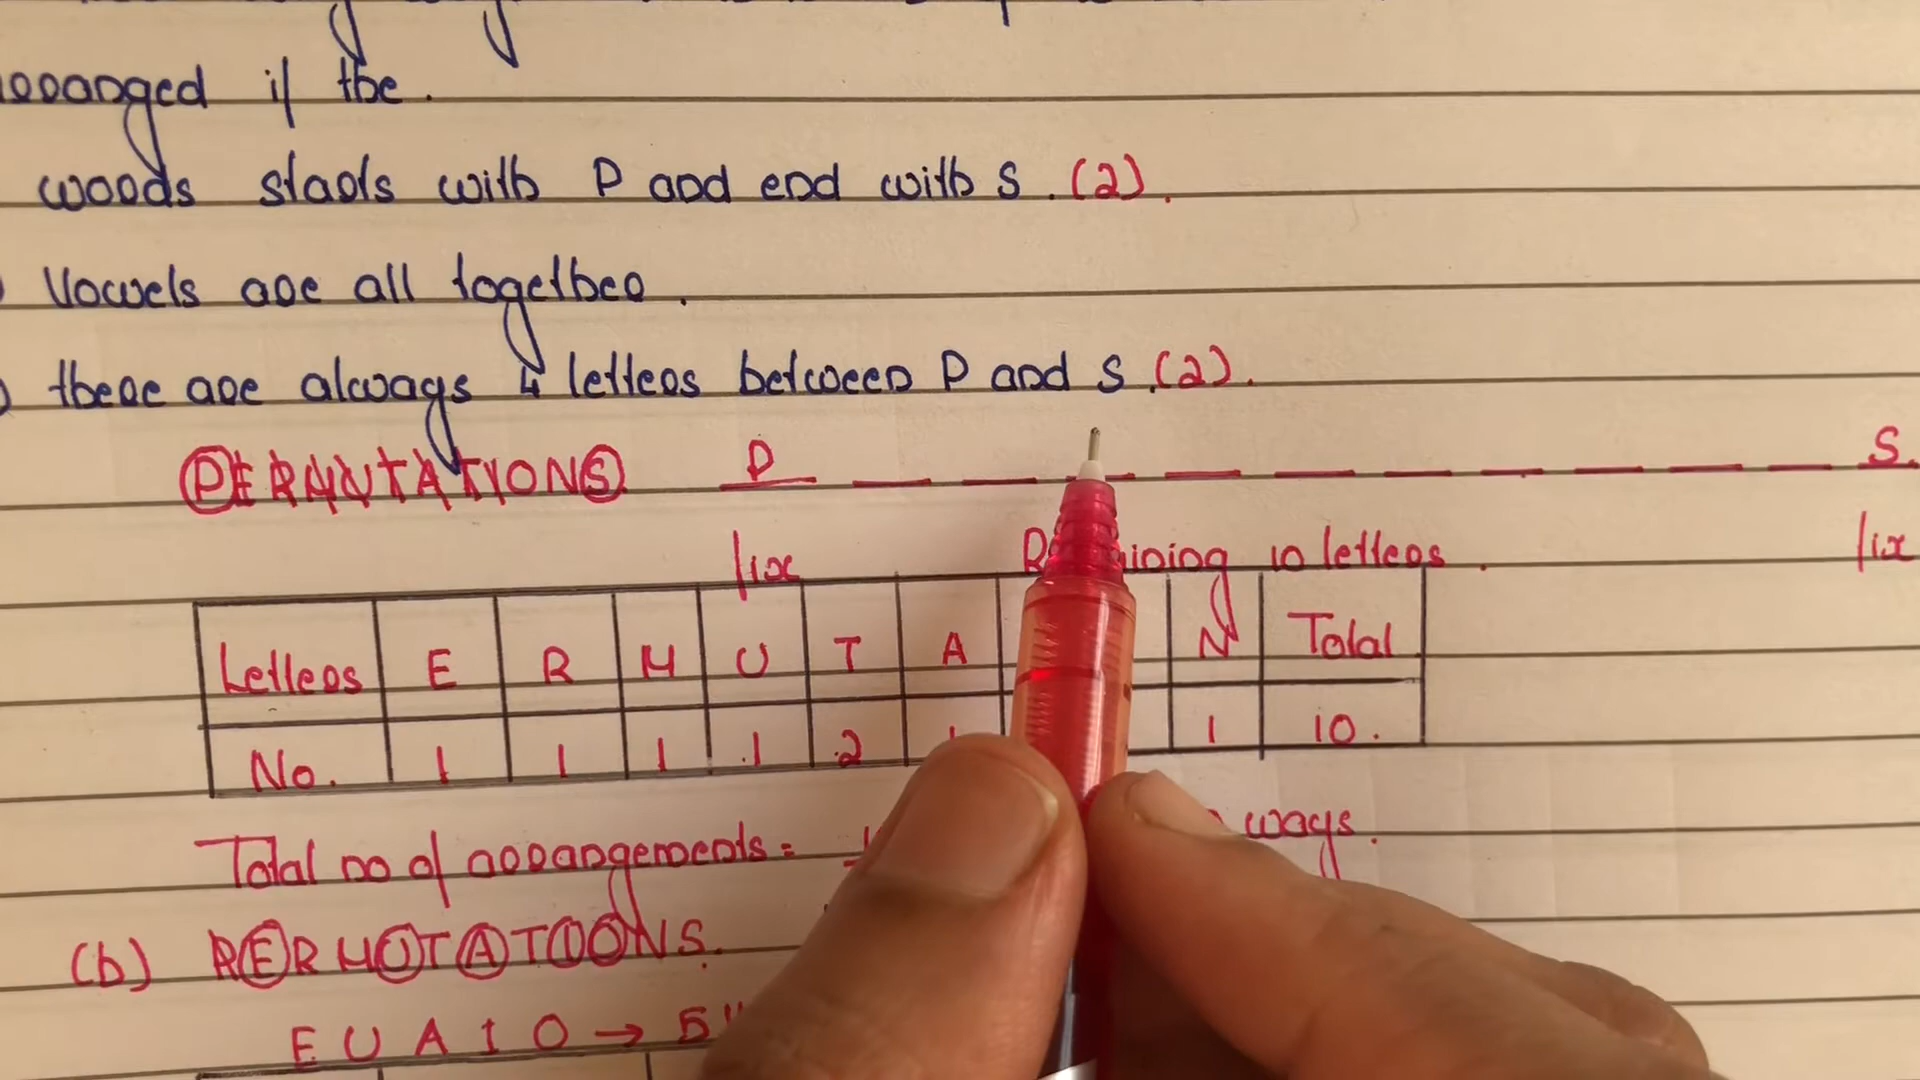 arranged if the.
words starts with P and end with S. (2).
Vowels are all together.
there are always 4 letters between P and S. (2).
PERMUTATIONS P S.
fix 10 letters. fix
Letters E R M U T A N Total
No. 1 1 1 1 2 1 10.
Total no of arrangements = ways.
(b) PERMUTATIONS.
E U A I O → 5!